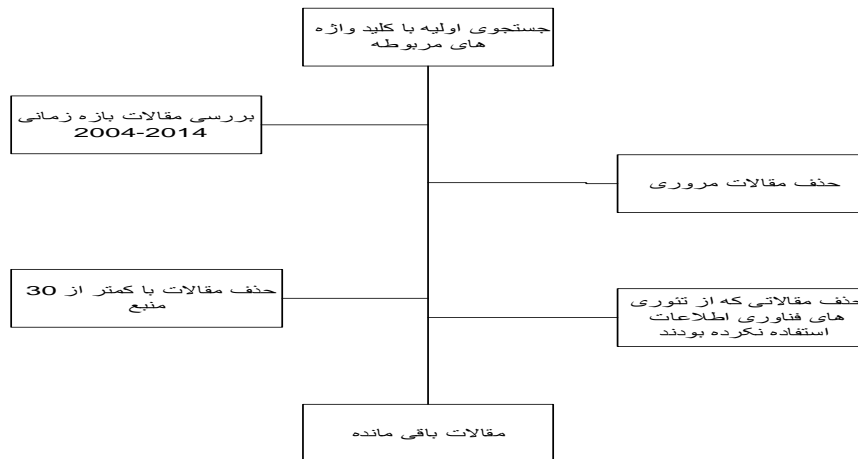 جستجوی اولیه با کلید واژه
های مربوطه
بررسی مقالات بازه زمانی
2004-2014
حذف مقالات مروری
حذف مقالات با کمتر از 30
منبع
حذف مقالاتی که از تئوری
های فناوری اطلاعات
استفاده نکرده بودند
مقالات باقی مانده